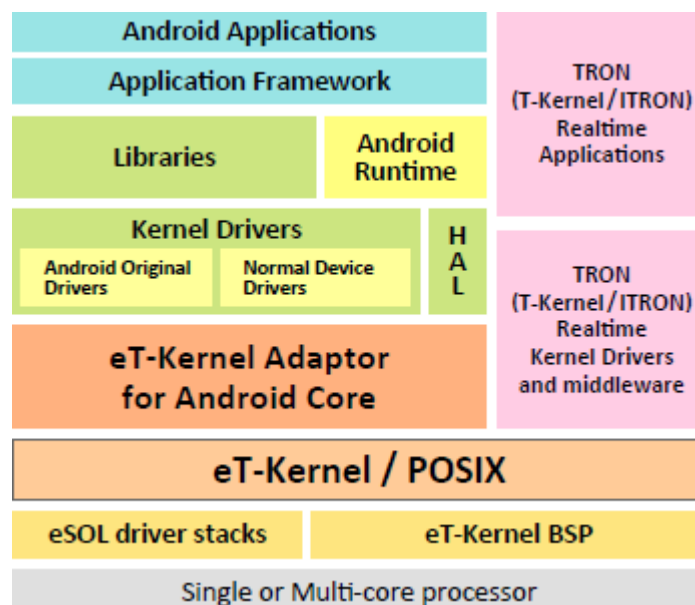 Android Applications
Application Framework
Libraries
Android
Runtime
Kernel Drivers
Android Original
Drivers
Normal Device
Drivers
H
A
L
eT-Kernel Adaptor
for Android Core
TRON
(T-Kernel/ITRON)
Realtime
Applications
TRON
(T-Kernel/ITRON)
Realtime
Kernel Drivers
and middleware
eT-Kernel / POSIX
eSOL driver stacks
eT-Kernel BSP
Single or Multi-core processor